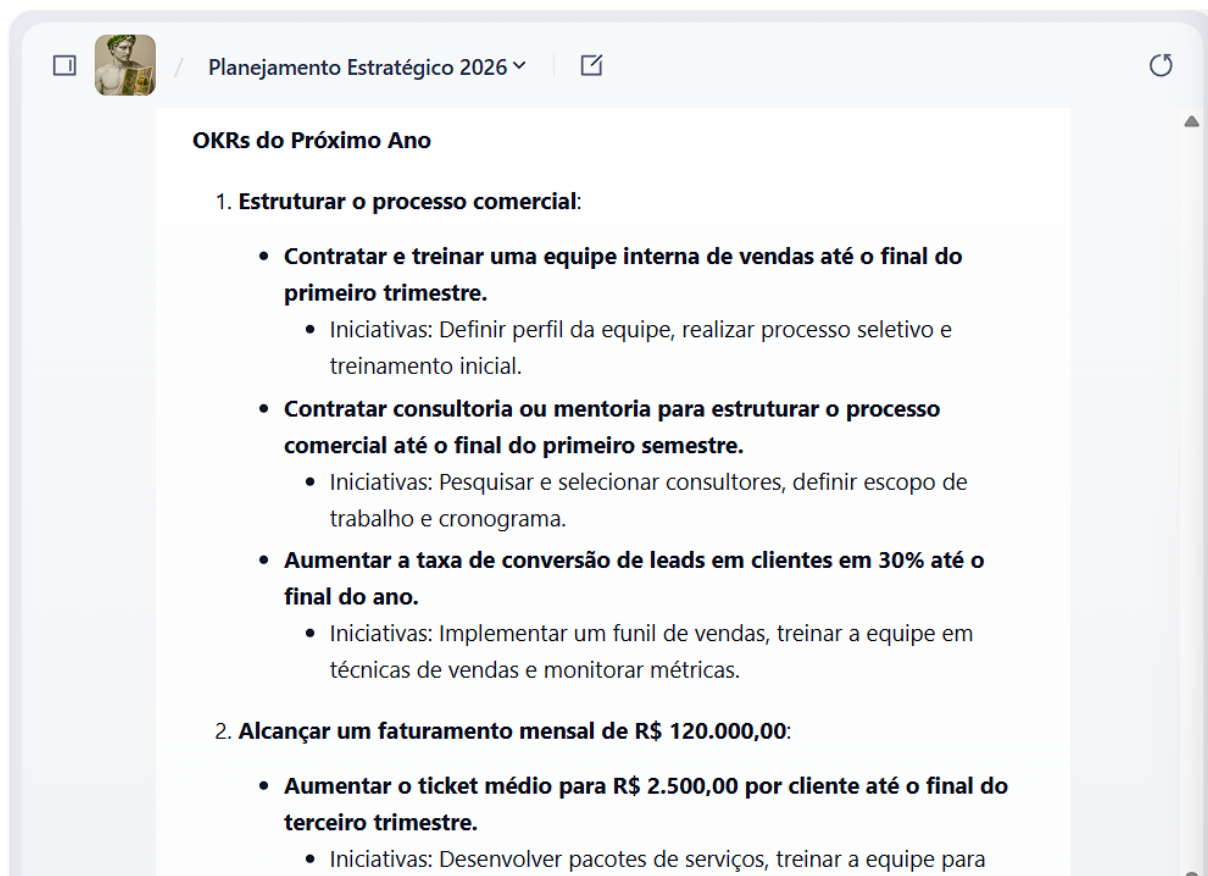 / Planejamento Estratégico 2026
OKRs do Próximo Ano
1. Estruturar o processo comercial:
• Contratar e treinar uma equipe interna de vendas até o final do
primeiro trimestre.
• Iniciativas: Definir perfil da equipe, realizar processo seletivo e
treinamento inicial.
• Contratar consultoria ou mentoria para estruturar o processo
comercial até o final do primeiro semestre.
• Iniciativas: Pesquisar e selecionar consultores, definir escopo de
trabalho e cronograma.
• Aumentar a taxa de conversão de leads em clientes em 30% até o
final do ano.
• Iniciativas: Implementar um funil de vendas, treinar a equipe em
técnicas de vendas e monitorar métricas.
2. Alcançar um faturamento mensal de R$ 120.000,00:
• Aumentar o ticket médio para R$ 2.500,00 por cliente até o final do
terceiro trimestre.
• Iniciativas: Desenvolver pacotes de serviços, treinar a equipe para